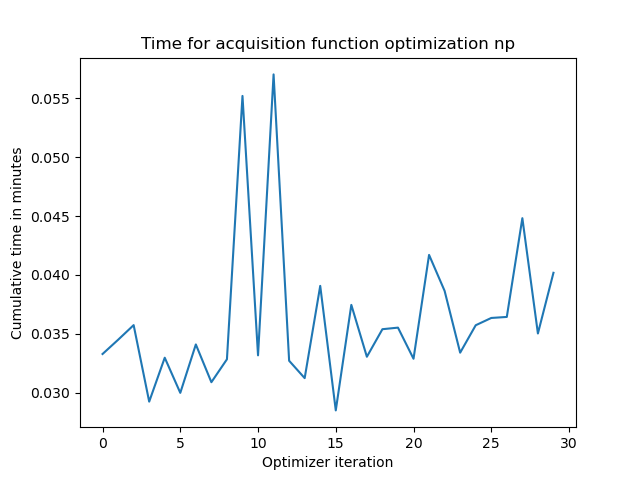 Time for acquisition function optimization np
Cumulative time in minutes
0.055
0.050
0.045
0.040
0.035
0.030
0 5 10 15 20 25 30
Optimizer iteration